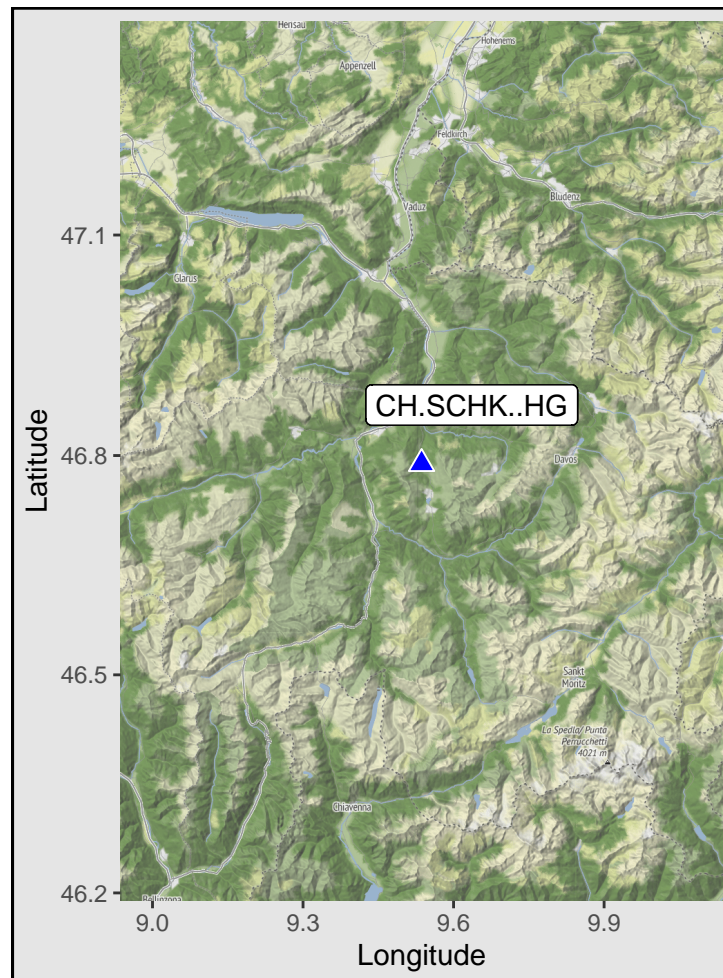 Hérisau
Hohenems
Appenzell
Feldkirch
Bludenz
Vaduz
47.1
Glarus
CH.SCHK..HG
46.8
Davos
Latitude
46.5
Sankt
Moritz
La Spedla/ Punta
Perrucchetti
4021 m
Chiavenna
46.2
Bellinzona
9.0
9.3
9.6
9.9
Longitude